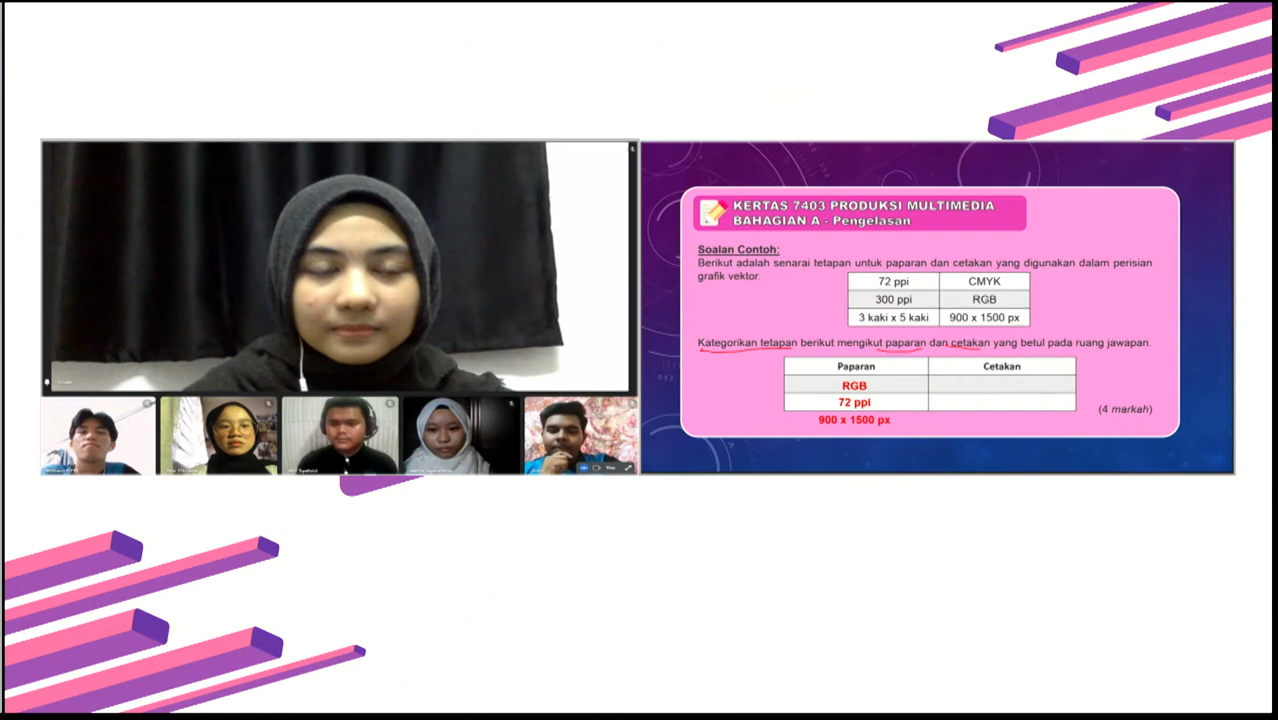 KERTAS 7403 PRODUKSI MULTIMEDIA
BAHAGIAN A - Pengelasan
Soalan Contoh:
Berikut adalah senarai tetapan untuk paparan dan cetakan yang digunakan dalam perisian
grafik vektor.
72 ppi CMYK
300 ppi RGB
3 kaki x 5 kaki 900 x 1500 px
Kategorikan tetapan berikut mengikut paparan dan cetakan yang betul pada ruang jawapan.
Paparan Cetakan
RGB
72 ppi
(4 markah)
900 x 1500 px
You